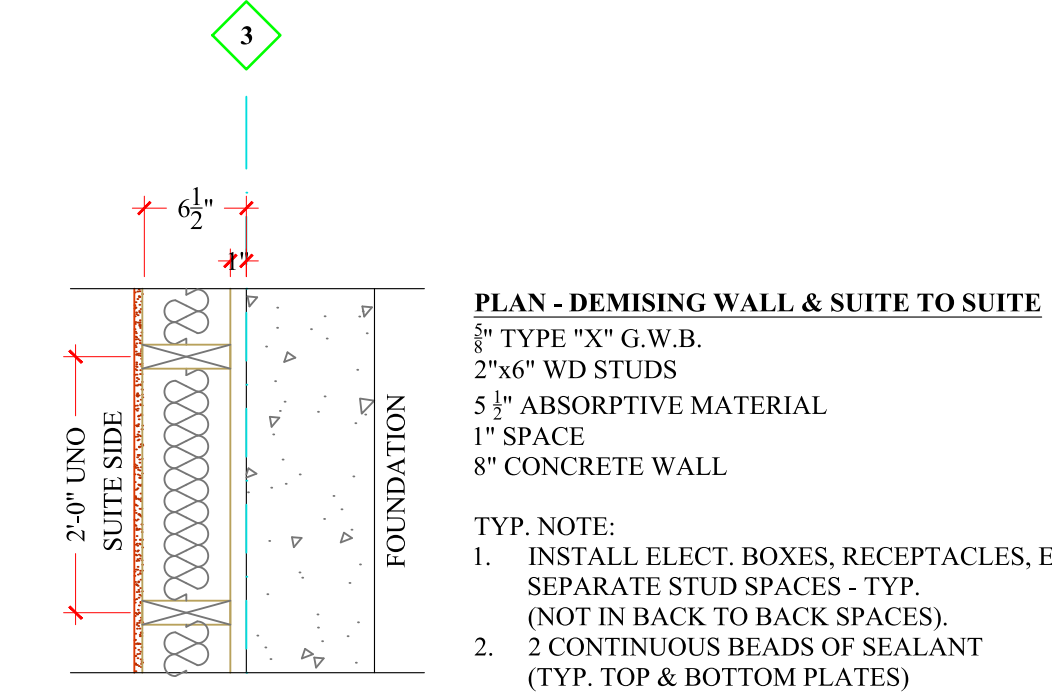 3
6 1/2"
1"
2'-0" UNO
SUITE SIDE
FOUNDATION
PLAN - DEMISING WALL & SUITE TO SUITE
5/8" TYPE "X" G.W.B.
2"x6" WD STUDS
5 1/2" ABSORPTIVE MATERIAL
1" SPACE
8" CONCRETE WALL
TYP. NOTE:
1. INSTALL ELECT. BOXES, RECEPTACLES,
SEPARATE STUD SPACES - TYP.
(NOT IN BACK TO BACK SPACES).
2. 2 CONTINUOUS BEADS OF SEALANT
(TYP. TOP & BOTTOM PLATES)